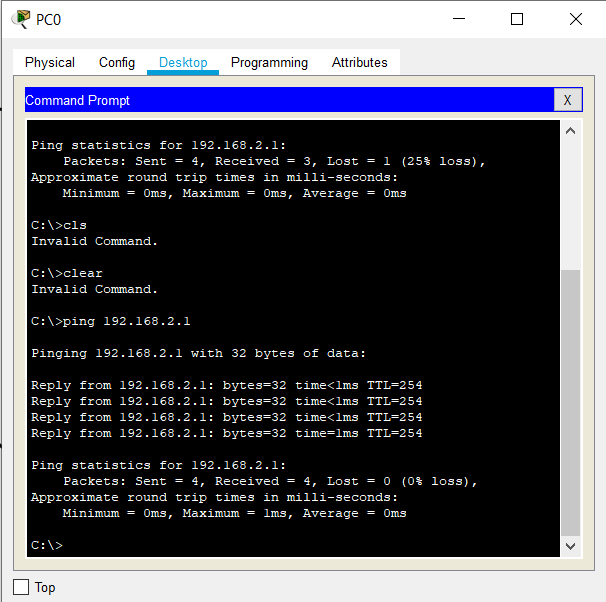 PC0
Physical Config Desktop Programming Attributes
Command Prompt X
Ping statistics for 192.168.2.1:
    Packets: Sent = 4, Received = 3, Lost = 1 (25% loss),
Approximate round trip times in milli-seconds:
    Minimum = 0ms, Maximum = 0ms, Average = 0ms
C:\>cls
Invalid Command.
C:\>clear
Invalid Command.
C:\>ping 192.168.2.1
Pinging 192.168.2.1 with 32 bytes of data:
Reply from 192.168.2.1: bytes=32 time<1ms TTL=254
Reply from 192.168.2.1: bytes=32 time<1ms TTL=254
Reply from 192.168.2.1: bytes=32 time<1ms TTL=254
Reply from 192.168.2.1: bytes=32 time=1ms TTL=254
Ping statistics for 192.168.2.1:
    Packets: Sent = 4, Received = 4, Lost = 0 (0% loss),
Approximate round trip times in milli-seconds:
    Minimum = 0ms, Maximum = 1ms, Average = 0ms
C:\>
Top